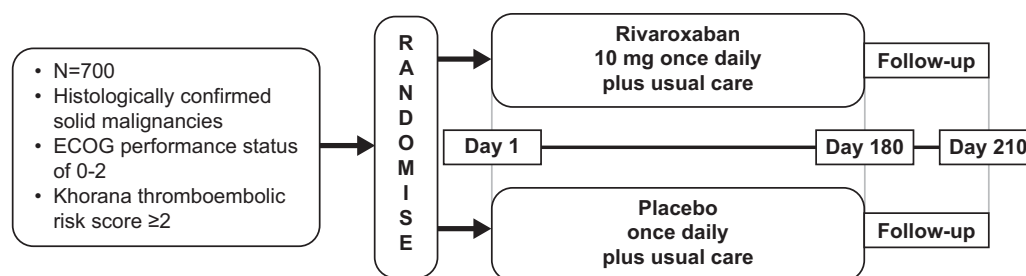 • N=700
• Histologically confirmed
solid malignancies
• ECOG performance status
of 0-2
• Khorana thromboembolic
risk score ≥2
R
A
N
D
O
M
I
S
E
Rivaroxaban
10 mg once daily
plus usual care
Follow-up
Day 1
Day 180
Day 210
Placebo
once daily
plus usual care
Follow-up